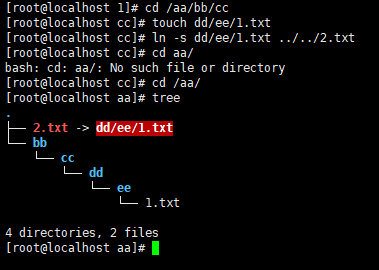 [root@localhost 1]# cd /aa/bb/cc
[root@localhost cc]# touch dd/ee/1.txt
[root@localhost cc]# ln -s dd/ee/1.txt ../../2.txt
[root@localhost cc]# cd aa/
bash: cd: aa/: No such file or directory
[root@localhost cc]# cd /aa/
[root@localhost aa]# tree
.
├── 2.txt -> dd/ee/1.txt
└── bb
    └── cc
        └── dd
            └── ee
                └── 1.txt

4 directories, 2 files
[root@localhost aa]#